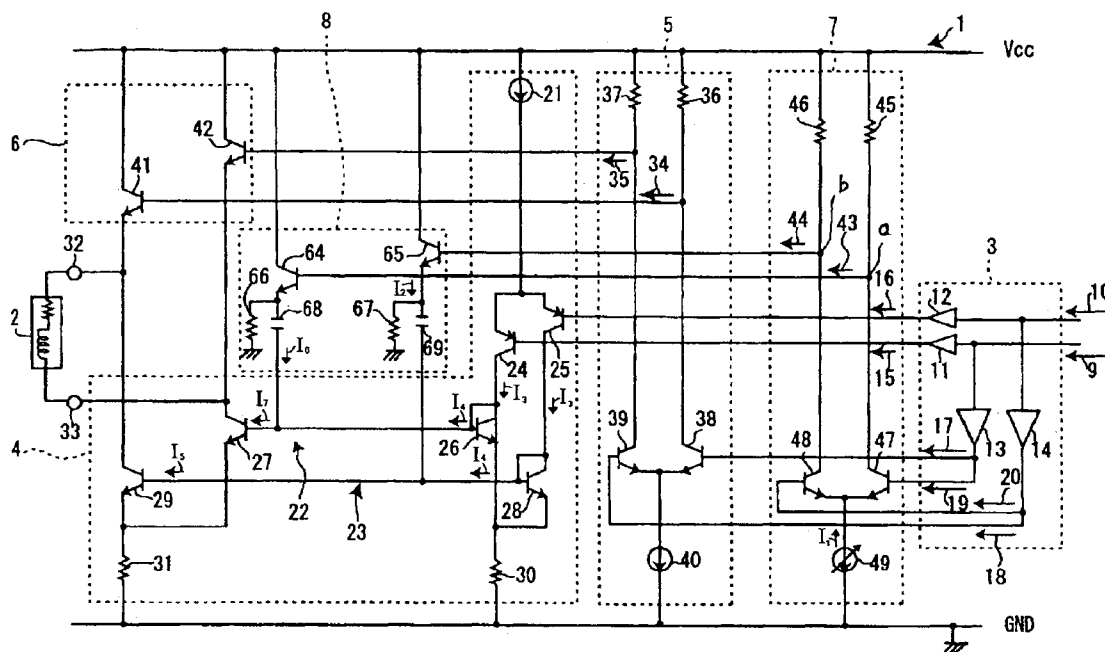 8 5 7 1
Vcc
21
37 36 46 45
6 42
35 34
41
b
44 43
a
32
64 65
16 3
66 I₂ 12 10
68 67
2 69 24 25 11
I₆ 15 9
I₃ I₃
33 I₇ I₄
26 39 38 17 13 14
4 I₅ 27 I₄ 48 47
20
29 22 23 28 19
I₁ 18
31 30 40 49
GND